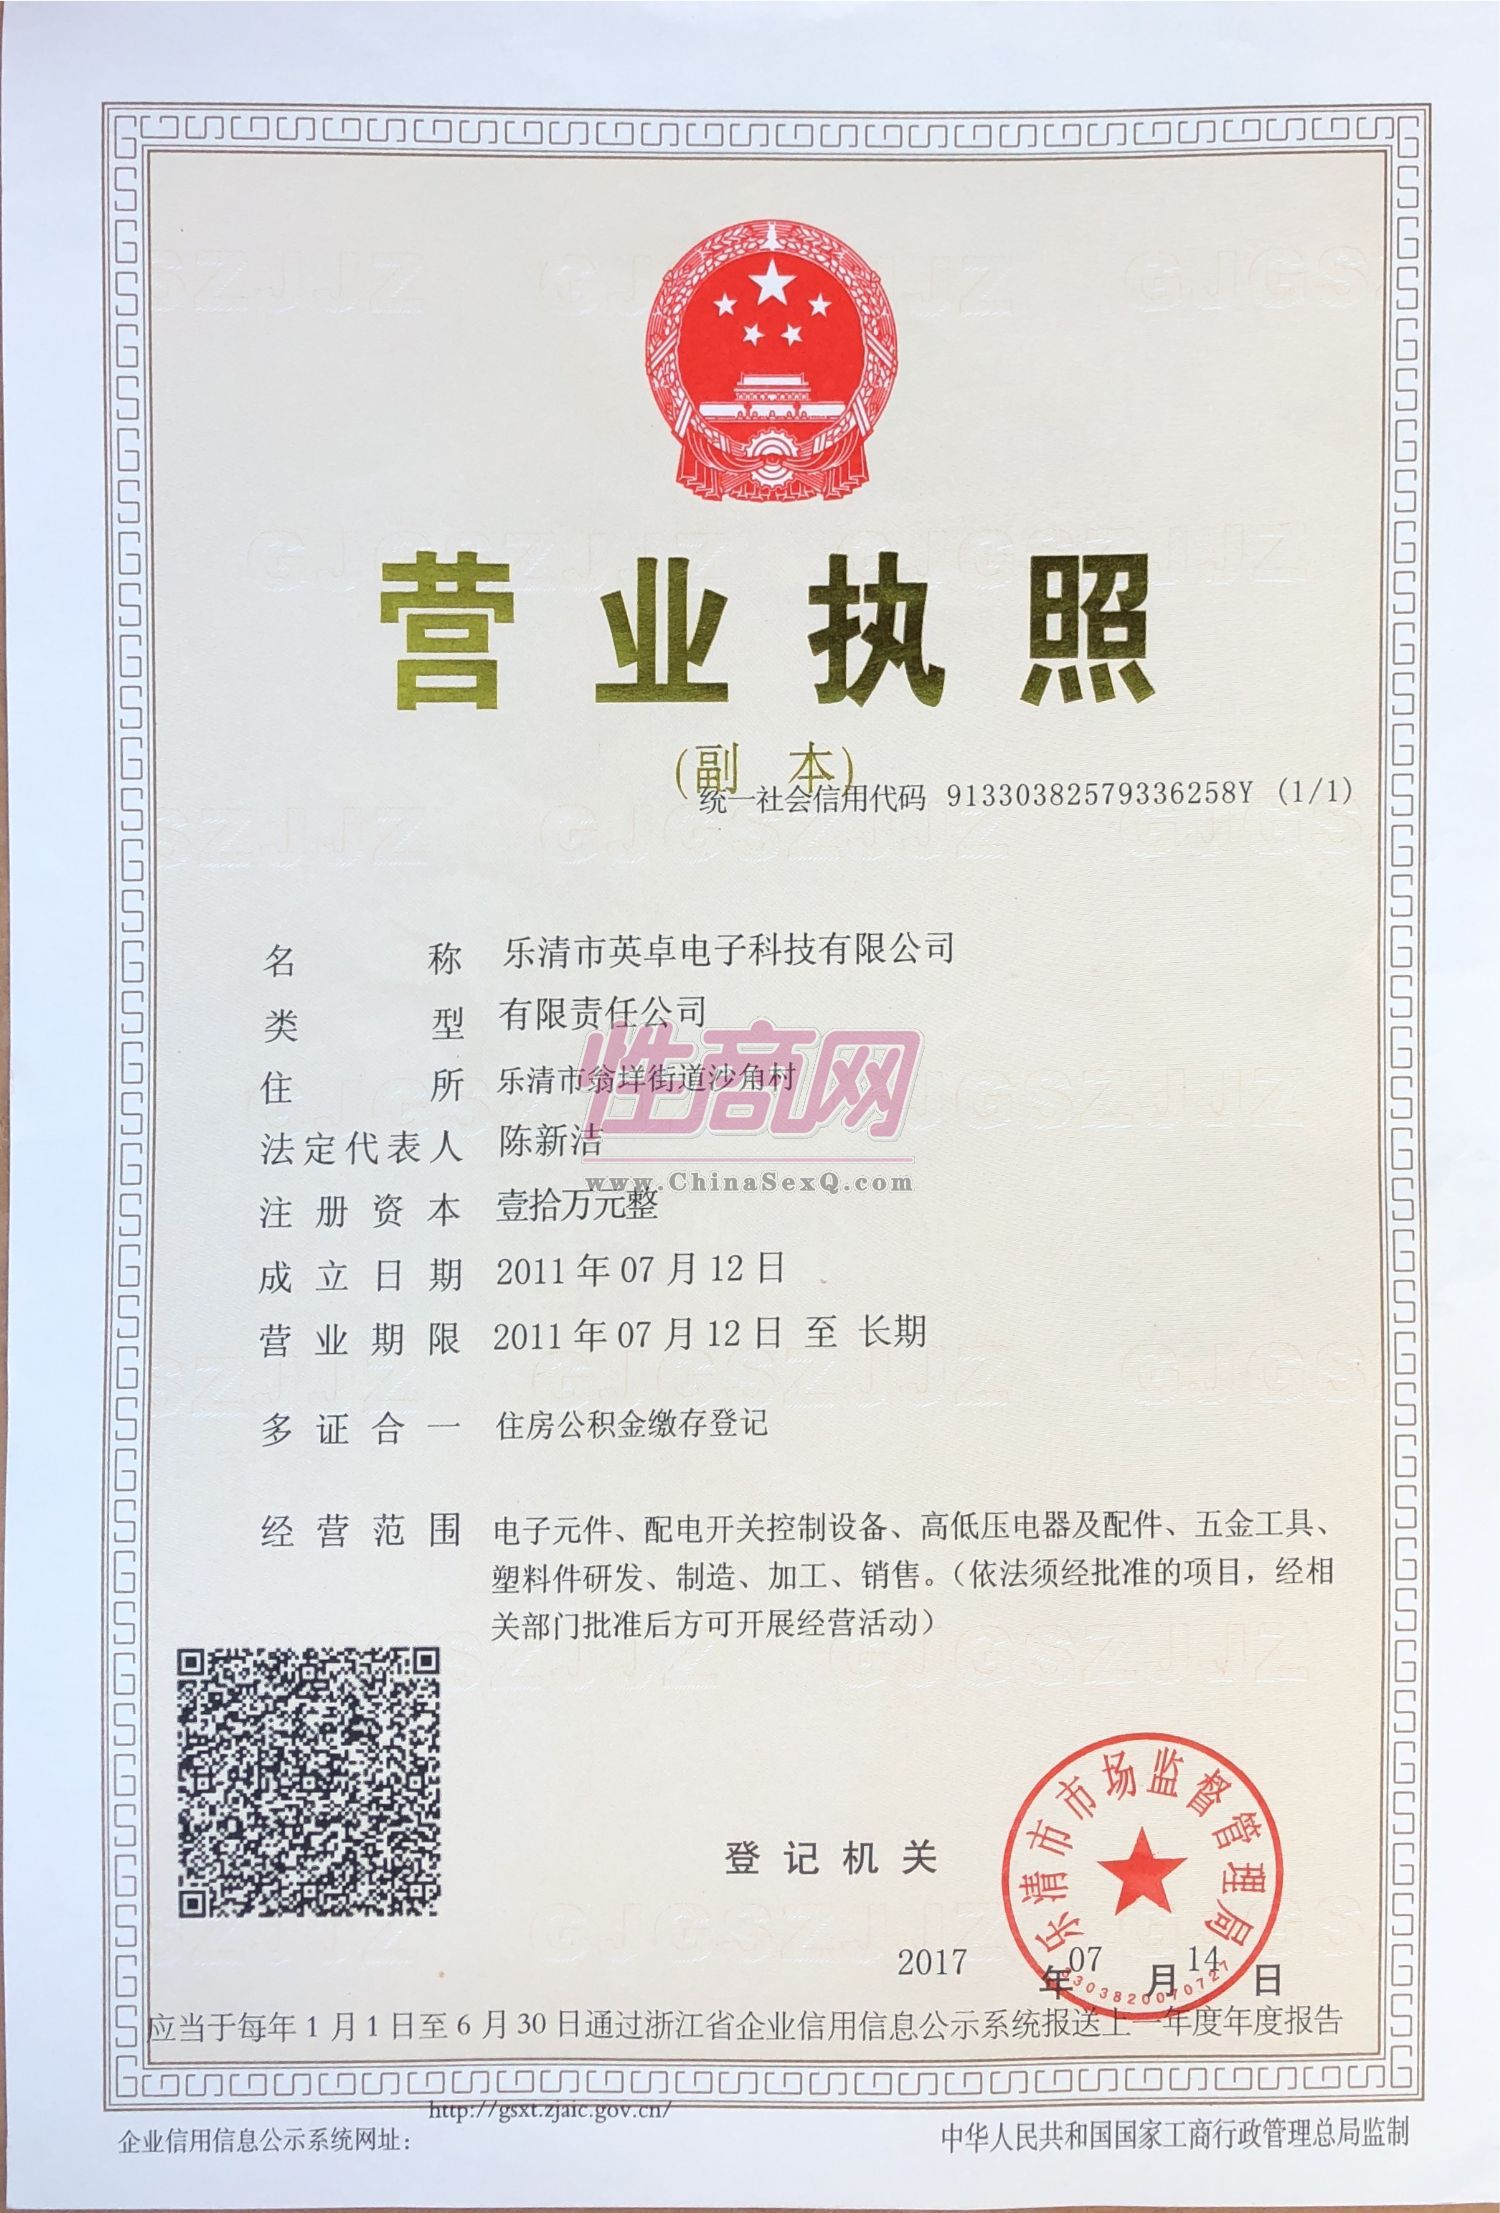 营业执照
(副 本)
统一社会信用代码 91330382579336258Y (1/1)
名称 乐清市英卓电子科技有限公司
类型 有限责任公司
住所 乐清市翁垟街道沙角村
性商网
法定代表人 陈新洁
www.ChinaSexQ.com
注册资本 壹拾万元整
成立日期 2011年07月12日
营业期限 2011年07月12日 至 长期
多证合一 住房公积金缴存登记
经营范围 电子元件、配电开关控制设备、高低压电器及配件、五金工具、
塑料件研发、制造、加工、销售。（依法须经批准的项目，经相
关部门批准后方可开展经营活动）
登记机关
乐清市市场监督管理局
2017年07月14日
3303820070727
应当于每年1月1日至6月30日通过浙江省企业信用信息公示系统报送上一年度年度报告
http://gsxt.zjaic.gov.cn/
企业信用信息公示系统网址：
中华人民共和国国家工商行政管理总局监制